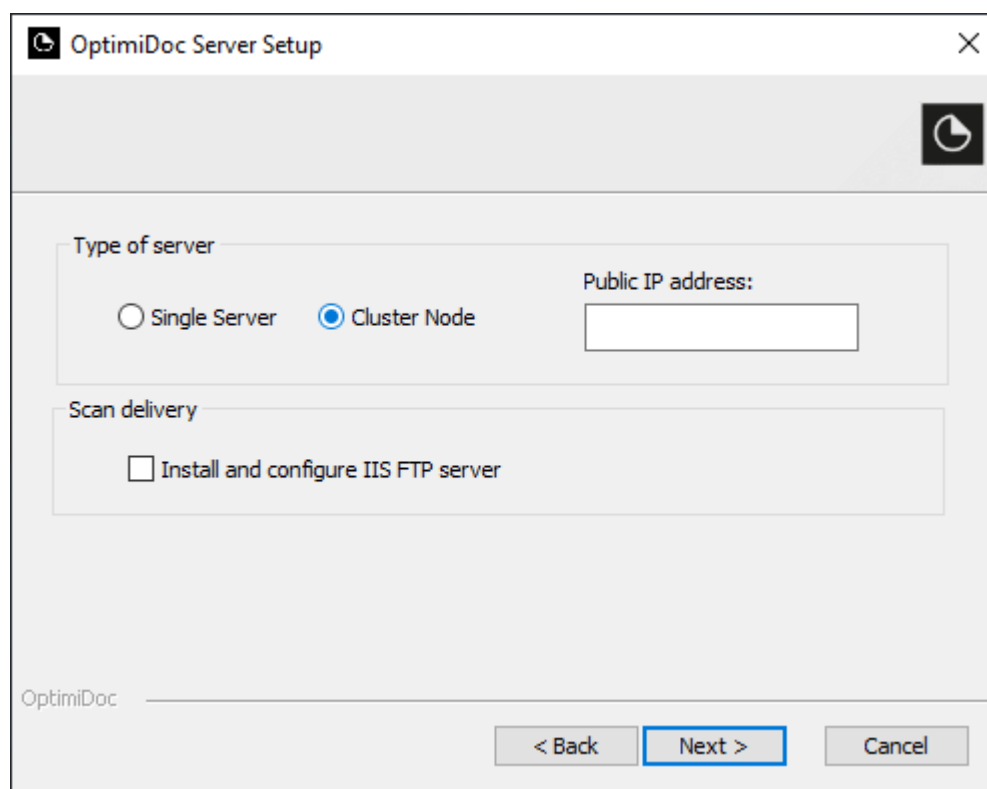 OptimiDoc Server Setup
Type of server
Public IP address:
Single Server
Cluster Node
Scan delivery
Install and configure IIS FTP server
OptimiDoc
< Back
Next >
Cancel